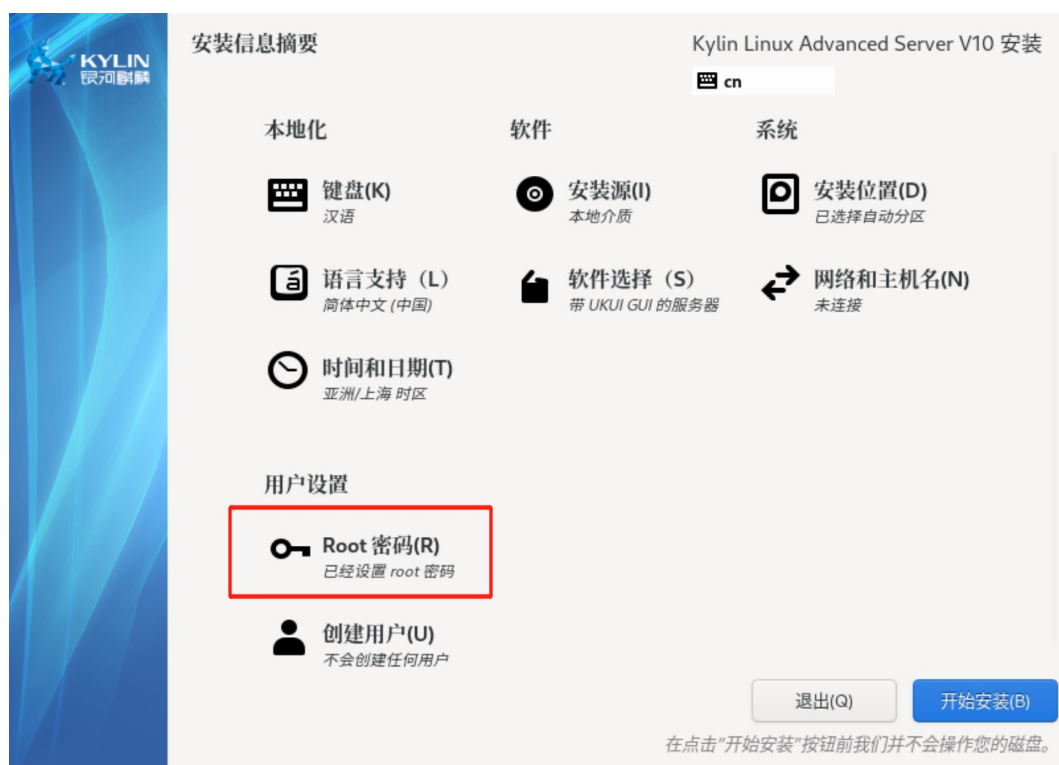 KYLIN
银河麒麟
安装信息摘要
Kylin Linux Advanced Server V10 安装
cn
本地化
软件
系统
键盘(K)
汉语
安装源(I)
本地介质
安装位置(D)
已选择自动分区
语言支持（L）
简体中文 (中国)
软件选择（S）
带 UKUI GUI 的服务器
网络和主机名(N)
未连接
时间和日期(T)
亚洲/上海 时区
用户设置
Root 密码(R)
已经设置 root 密码
创建用户(U)
不会创建任何用户
退出(Q)
开始安装(B)
在点击“开始安装”按钮前我们并不会操作您的磁盘。